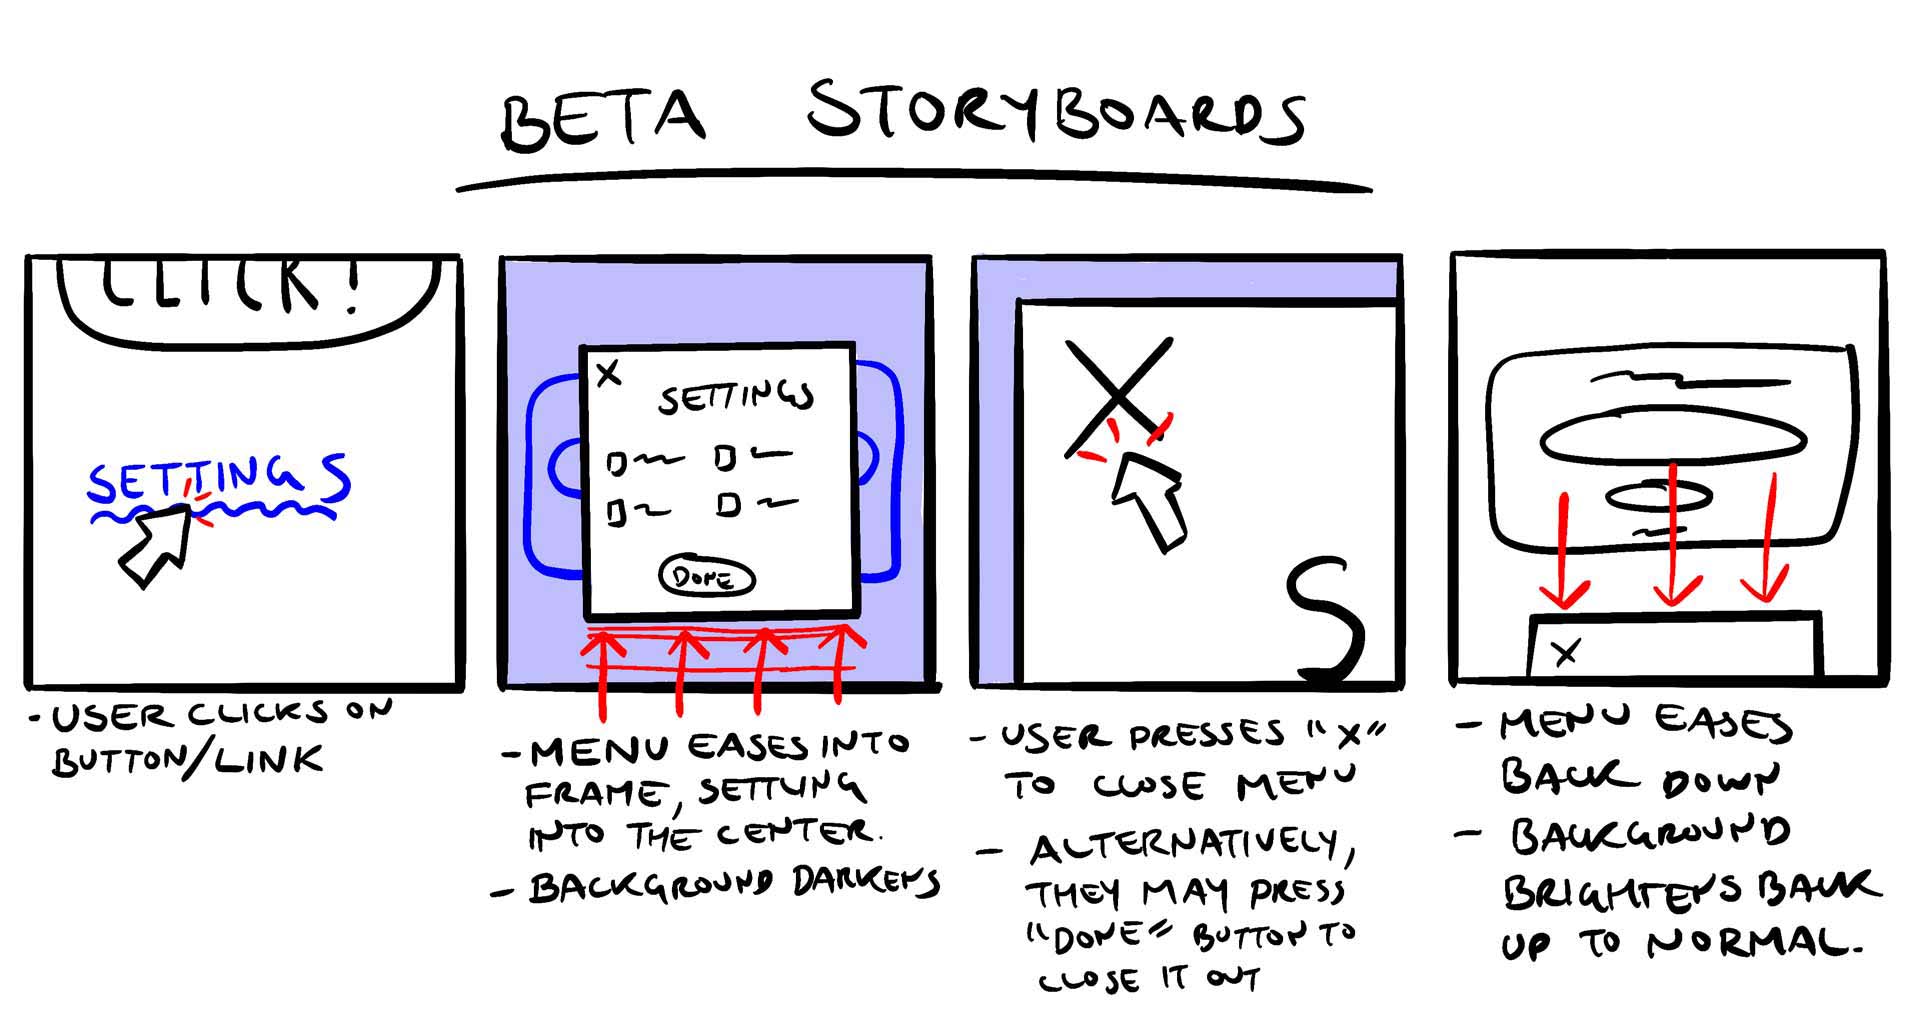 BETA STORYBOARDS
CLICK!
SETTINGS
- USER CLICKS ON
BUTTON/LINK
X
SETTINGS
DONE
- MENU EASES INTO
FRAME, SETTLING
INTO THE CENTER.
- BACKGROUND DARKENS
X
S
- USER PRESSES "X"
TO CLOSE MENU
- ALTERNATIVELY,
THEY MAY PRESS
"DONE" BUTTON TO
CLOSE IT OUT
X
- MENU EASES
BACK DOWN
- BACKGROUND
BRIGHTENS BACK
UP TO NORMAL.